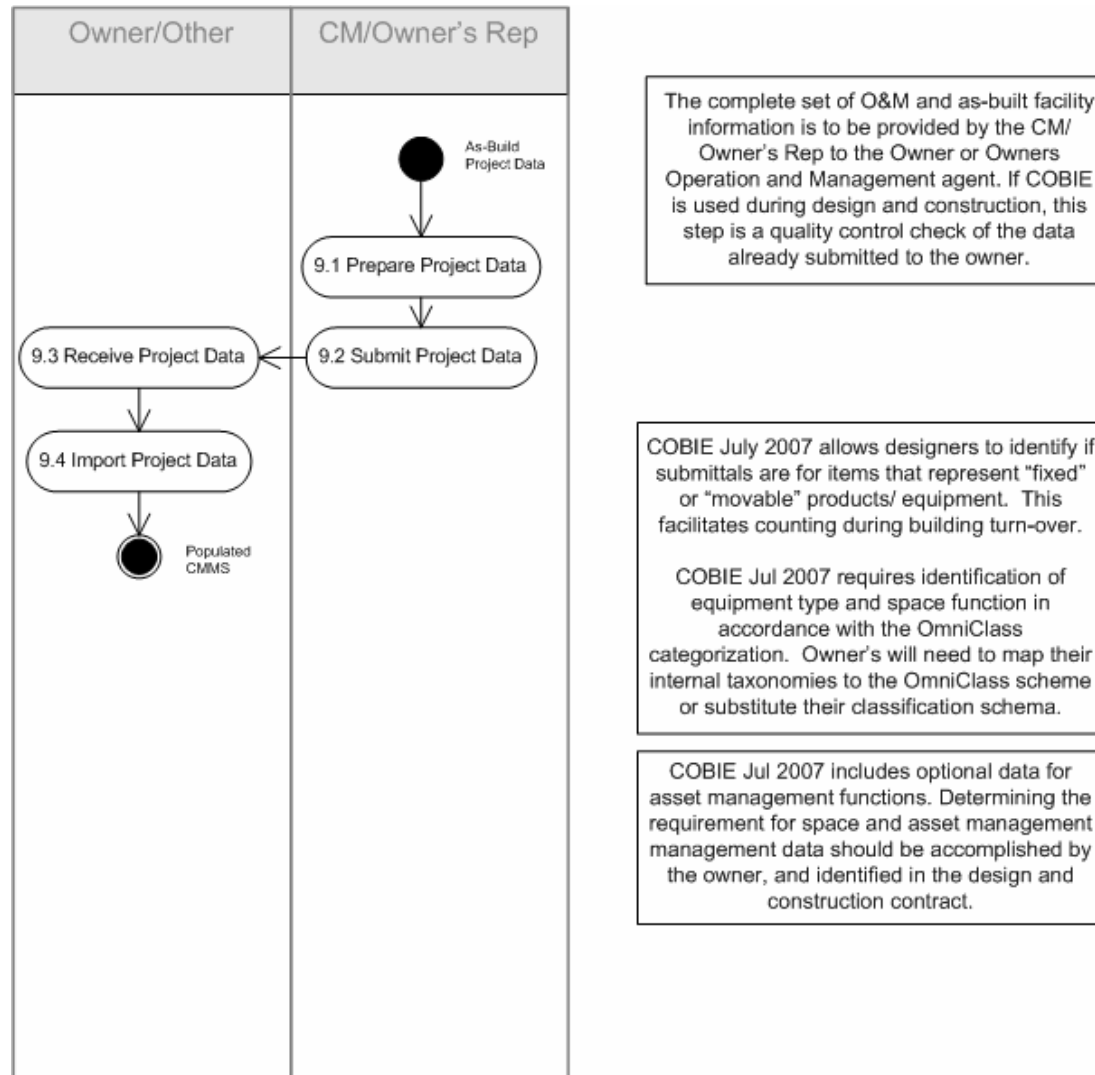 Owner/Other
CM/Owner's Rep
As-Build
Project Data
9.1 Prepare Project Data
9.2 Submit Project Data
9.3 Receive Project Data
9.4 Import Project Data
Populated
CMMS
The complete set of O&M and as-built facility
information is to be provided by the CM/
Owner's Rep to the Owner or Owners
Operation and Management agent. If COBIE
is used during design and construction, this
step is a quality control check of the data
already submitted to the owner.
COBIE July 2007 allows designers to identify if
submittals are for items that represent “fixed”
or “movable” products/ equipment.  This
facilitates counting during building turn-over.
COBIE Jul 2007 requires identification of
equipment type and space function in
accordance with the OmniClass
categorization.  Owner's will need to map their
internal taxonomies to the OmniClass scheme
or substitute their classification schema.
COBIE Jul 2007 includes optional data for
asset management functions. Determining the
requirement for space and asset management
management data should be accomplished by
the owner, and identified in the design and
construction contract.